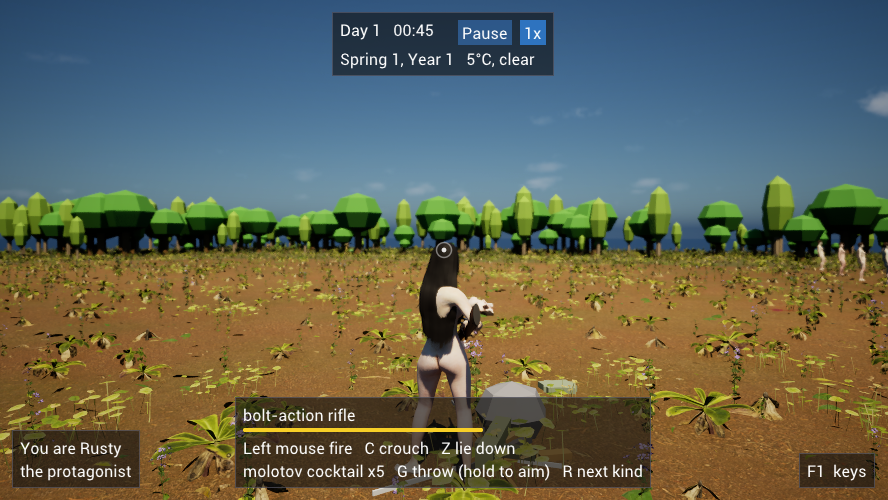 Day 1 00:45 Pause 1x
Spring 1, Year 1 5°C, clear
bolt-action rifle
Left mouse fire C crouch Z lie down
molotov cocktail x5 G throw (hold to aim) R next kind
You are Rusty
the protagonist
F1 keys